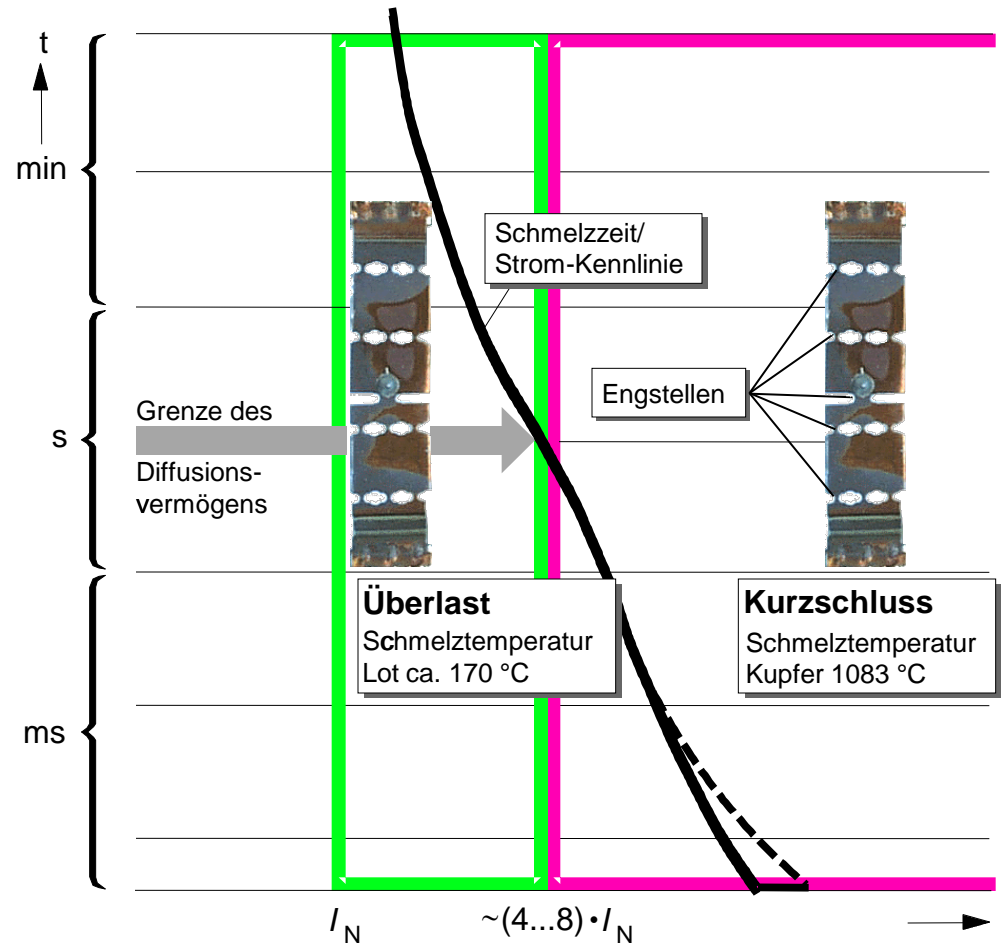 t
min
Schmelzzeit/
Strom-Kennlinie
Engstellen
Grenze des
s
Diffusions-
vermögens
Überlast
Schmelztemperatur
Lot ca. 170 °C
Kurzschluss
Schmelztemperatur
Kupfer 1083 °C
ms
I N
~(4...8)·I N